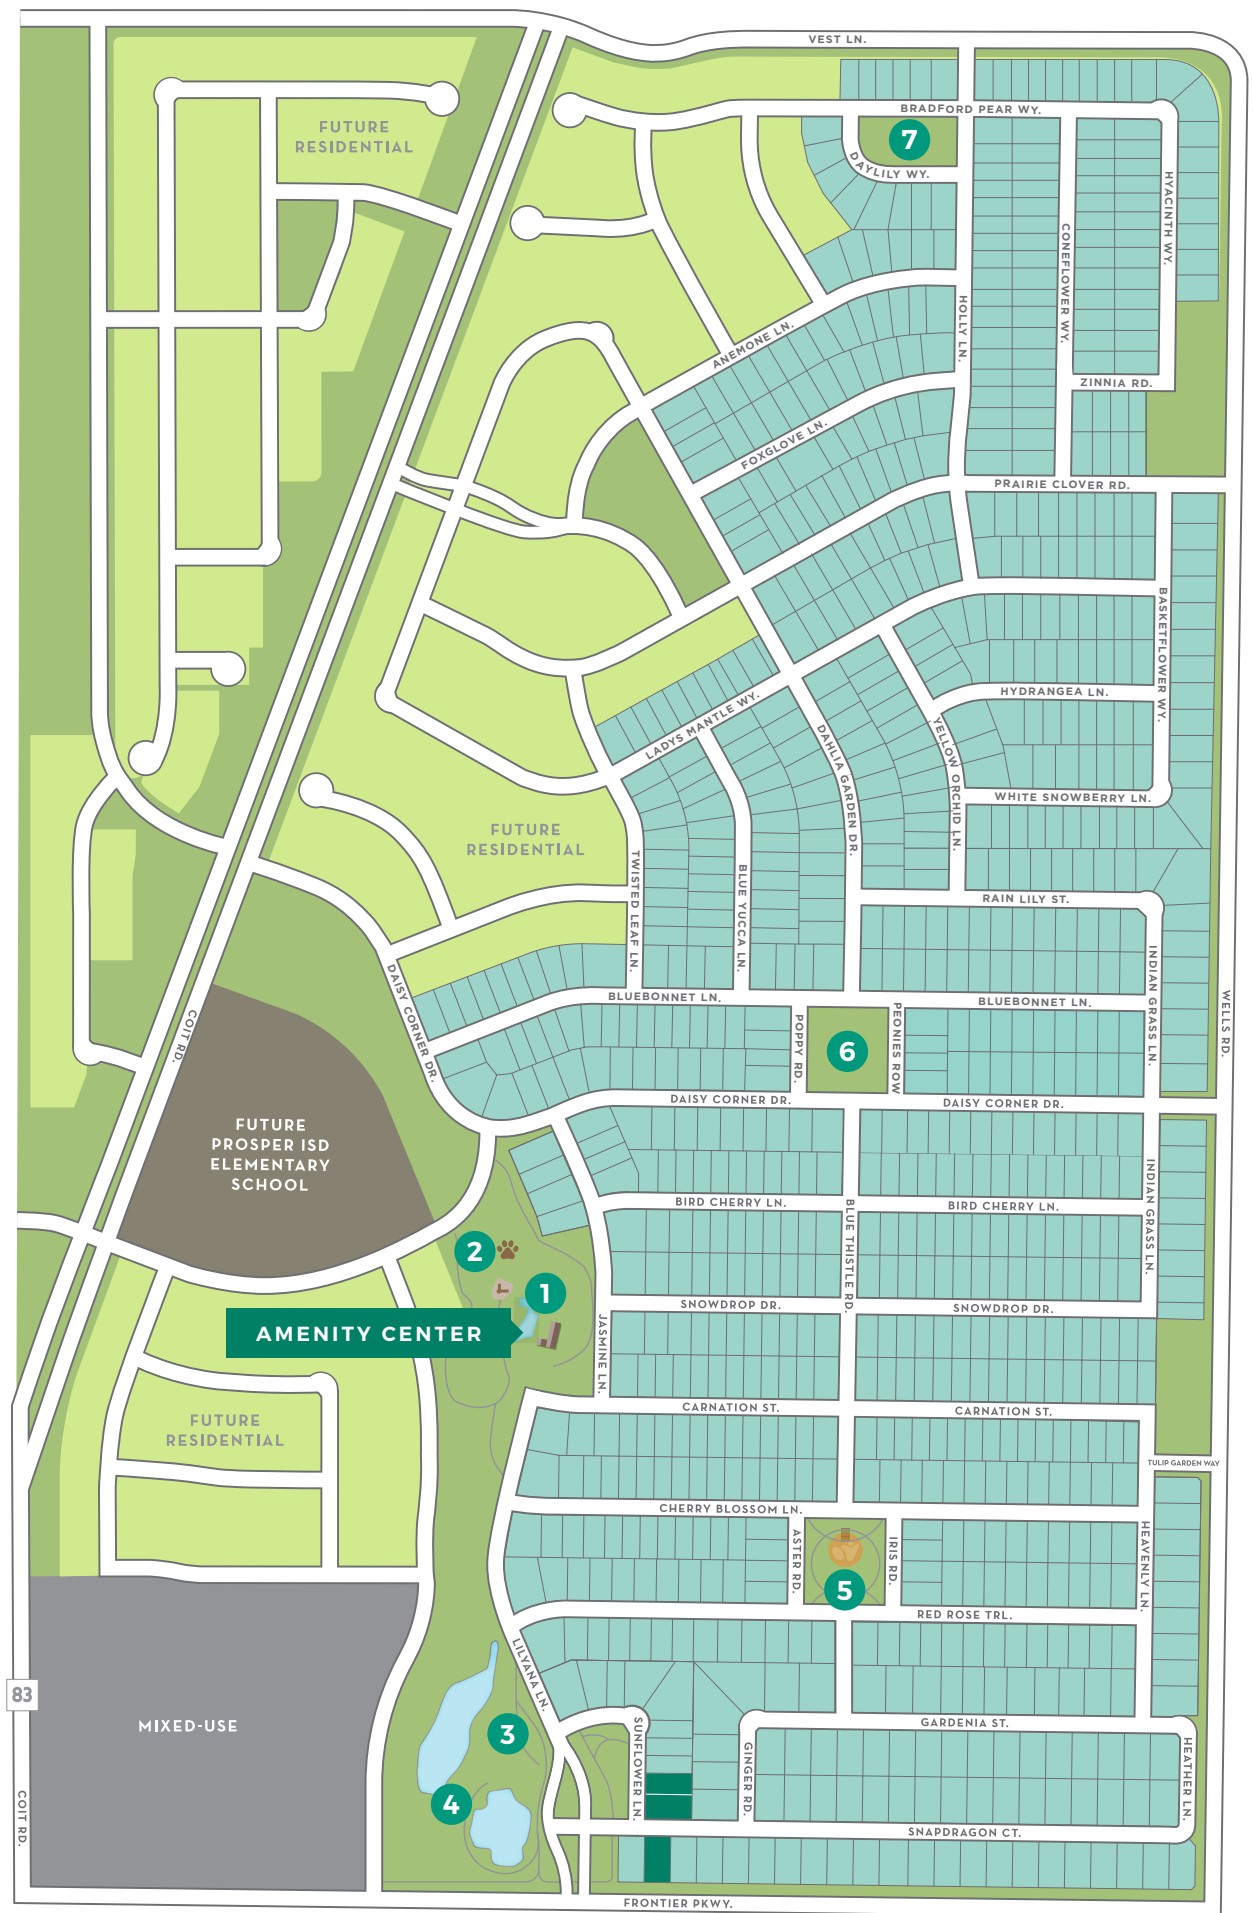 VEST LN.
BRADFORD PEAR WY.
FUTURE
RESIDENTIAL
7
DAYLILY WY.
HYACINTH WY.
CONEFLOWER WY.
HOLLY LN.
ANEMONE LN.
ZINNIA RD.
FOXGLOVE LN.
PRAIRIE CLOVER RD.
BASKETFLOWER WY.
HYDRANGEA LN.
LADYS MANTLE WY.
DAHLIA GARDEN DR.
YELLOW ORCHID LN.
WHITE SNOWBERRY LN.
FUTURE
RESIDENTIAL
TWISTED LEAF LN.
BLUE YUCCA LN.
RAIN LILY ST.
INDIAN GRASS LN.
DAISY CORNER DR.
BLUEBONNET LN.
BLUEBONNET LN.
WELLS RD.
COIT RD.
POPPY RD.
6
PEONIES ROW
DAISY CORNER DR.
DAISY CORNER DR.
FUTURE
PROSPER ISD
ELEMENTARY
SCHOOL
INDIAN GRASS LN.
BIRD CHERRY LN.
BIRD CHERRY LN.
BLUE THISTLE RD.
2
1
SNOWDROP DR.
SNOWDROP DR.
AMENITY CENTER
JASMINE LN.
CARNATION ST.
CARNATION ST.
FUTURE
RESIDENTIAL
TULIP GARDEN WAY
CHERRY BLOSSOM LN.
ASTER RD.
IRIS RD.
HEAVENLY LN.
5
RED ROSE TRL.
LILYANA LN.
83
MIXED-USE
3
SUNFLOWER LN.
GINGER RD.
GARDENIA ST.
HEATHER LN.
4
COIT RD.
SNAPDRAGON CT.
FRONTIER PKWY.